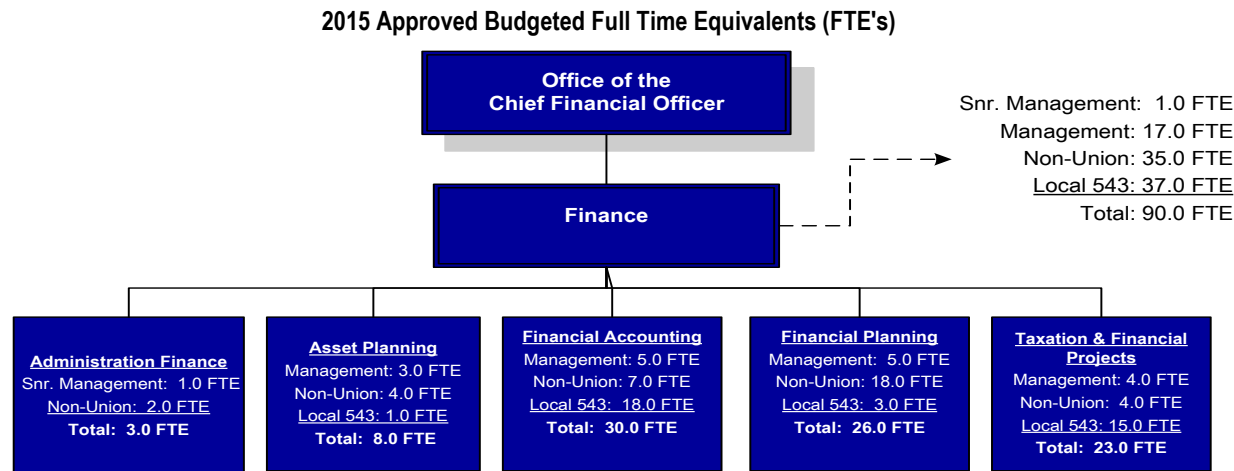 2015 Approved Budgeted Full Time Equivalents (FTE's)
Office of the
Chief Financial Officer
Snr. Management: 1.0 FTE
Management: 17.0 FTE
Non-Union: 35.0 FTE
Local 543: 37.0 FTE
Total: 90.0 FTE
Finance
Administration Finance
Snr. Management: 1.0 FTE
Non-Union: 2.0 FTE
Total: 3.0 FTE
Asset Planning
Management: 3.0 FTE
Non-Union: 4.0 FTE
Local 543: 1.0 FTE
Total: 8.0 FTE
Financial Accounting
Management: 5.0 FTE
Non-Union: 7.0 FTE
Local 543: 18.0 FTE
Total: 30.0 FTE
Financial Planning
Management: 5.0 FTE
Non-Union: 18.0 FTE
Local 543: 3.0 FTE
Total: 26.0 FTE
Taxation & Financial
Projects
Management: 4.0 FTE
Non-Union: 4.0 FTE
Local 543: 15.0 FTE
Total: 23.0 FTE